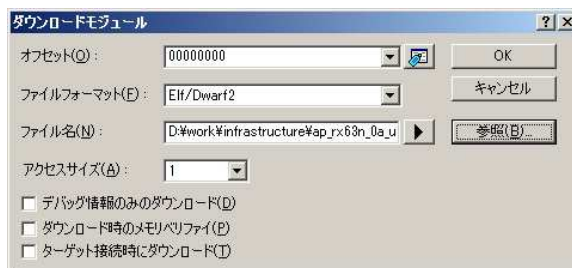 ダウンロードモジュール
オフセット(O):
00000000
OK
ファイルフォーマット(F):
Elf/Dwarf2
キャンセル
ファイル名(N):
D:¥work¥infrastructure¥ap_rx63n_0a_u
参照(B)...
アクセスサイズ(A):
1
デバッグ情報のみのダウンロード(D)
ダウンロード時のメモリベリファイ(P)
ターゲット接続時にダウンロード(T)